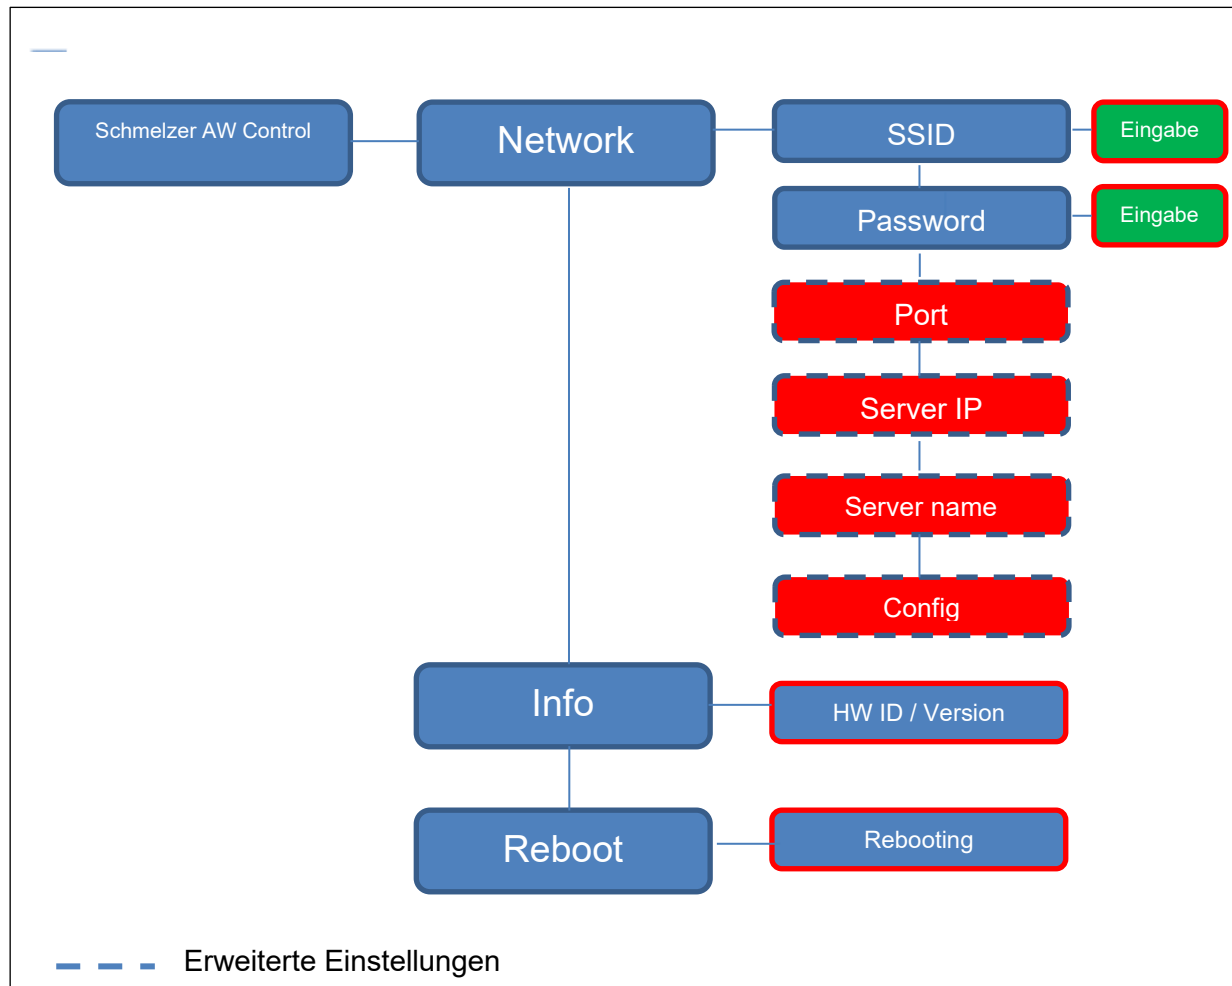 Schmelzer AW Control
Network
SSID
Eingabe
Password
Eingabe
Port
Server IP
Server name
Config
Info
HW ID / Version
Reboot
Rebooting
Erweiterte Einstellungen